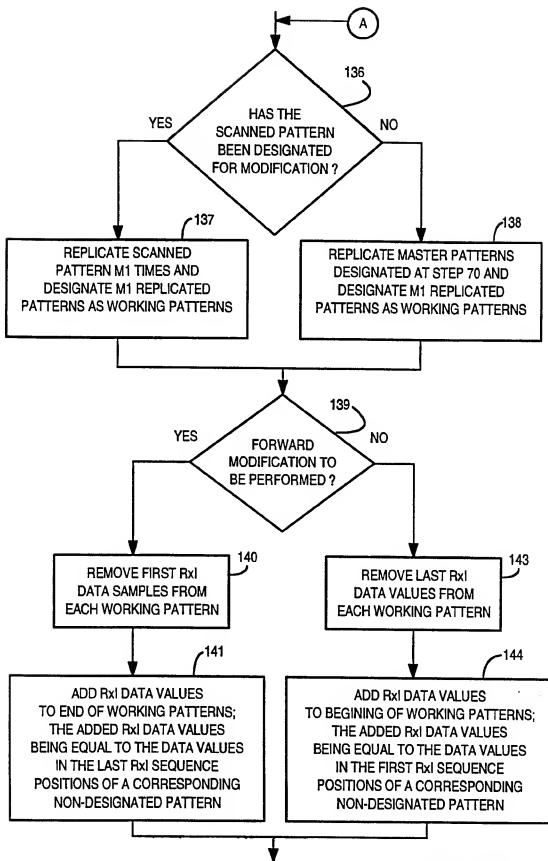 A
136
HAS THE
SCANNED PATTERN
BEEN DESIGNATED
FOR MODIFICATION ?
YES
NO
137
REPLICATE SCANNED
PATTERN M1 TIMES AND
DESIGNATE M1 REPLICATED
PATTERNS AS WORKING PATTERNS
138
REPLICATE MASTER PATTERNS
DESIGNATED AT STEP 70 AND
DESIGNATE M1 REPLICATED
PATTERNS AS WORKING PATTERNS
139
YES
NO
FORWARD
MODIFICATION TO
BE PERFORMED ?
140
REMOVE FIRST RxI
DATA SAMPLES FROM
EACH WORKING PATTERN
143
REMOVE LAST RxI
DATA VALUES FROM
EACH WORKING PATTERN
141
ADD RxI DATA VALUES
TO END OF WORKING PATTERNS;
THE ADDED RxI DATA VALUES
BEING EQUAL TO THE DATA VALUES
IN THE LAST RxI SEQUENCE
POSITIONS OF A CORRESPONDING
NON-DESIGNATED PATTERN
144
ADD RxI DATA VALUES
TO BEGINING OF WORKING PATTERNS;
THE ADDED RxI DATA VALUES
BEING EQUAL TO THE DATA VALUES
IN THE FIRST RxI SEQUENCE
POSITIONS OF A CORRESPONDING
NON-DESIGNATED PATTERN